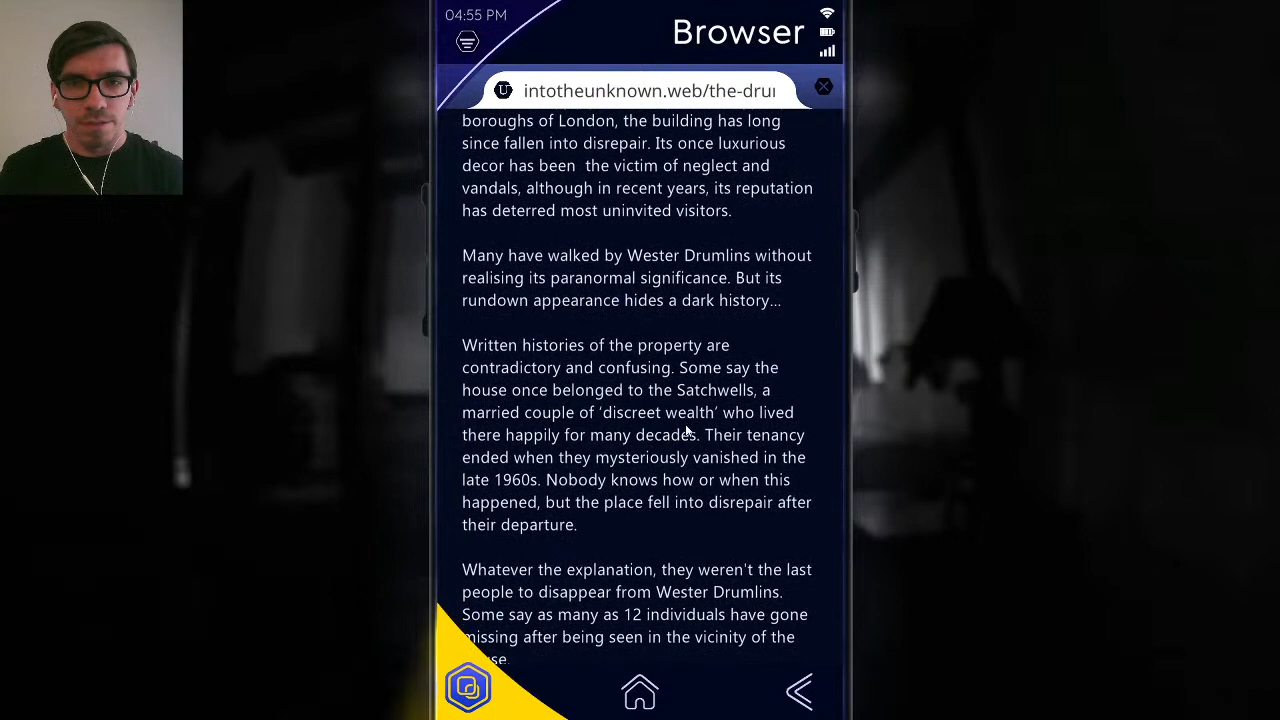 04:55 PM
Browser
U
intotheunknown.web/the-dru
boroughs of London, the building has long
since fallen into disrepair. Its once luxurious
decor has been  the victim of neglect and
vandals, although in recent years, its reputation
has deterred most uninvited visitors.
Many have walked by Wester Drumlins without
realising its paranormal significance. But its
rundown appearance hides a dark history...
Written histories of the property are
contradictory and confusing. Some say the
house once belonged to the Satchwells, a
married couple of ‘discreet wealth’ who lived
there happily for many decades. Their tenancy
ended when they mysteriously vanished in the
late 1960s. Nobody knows how or when this
happened, but the place fell into disrepair after
their departure.
Whatever the explanation, they weren't the last
people to disappear from Wester Drumlins.
Some say as many as 12 individuals have gone
missing after being seen in the vicinity of the